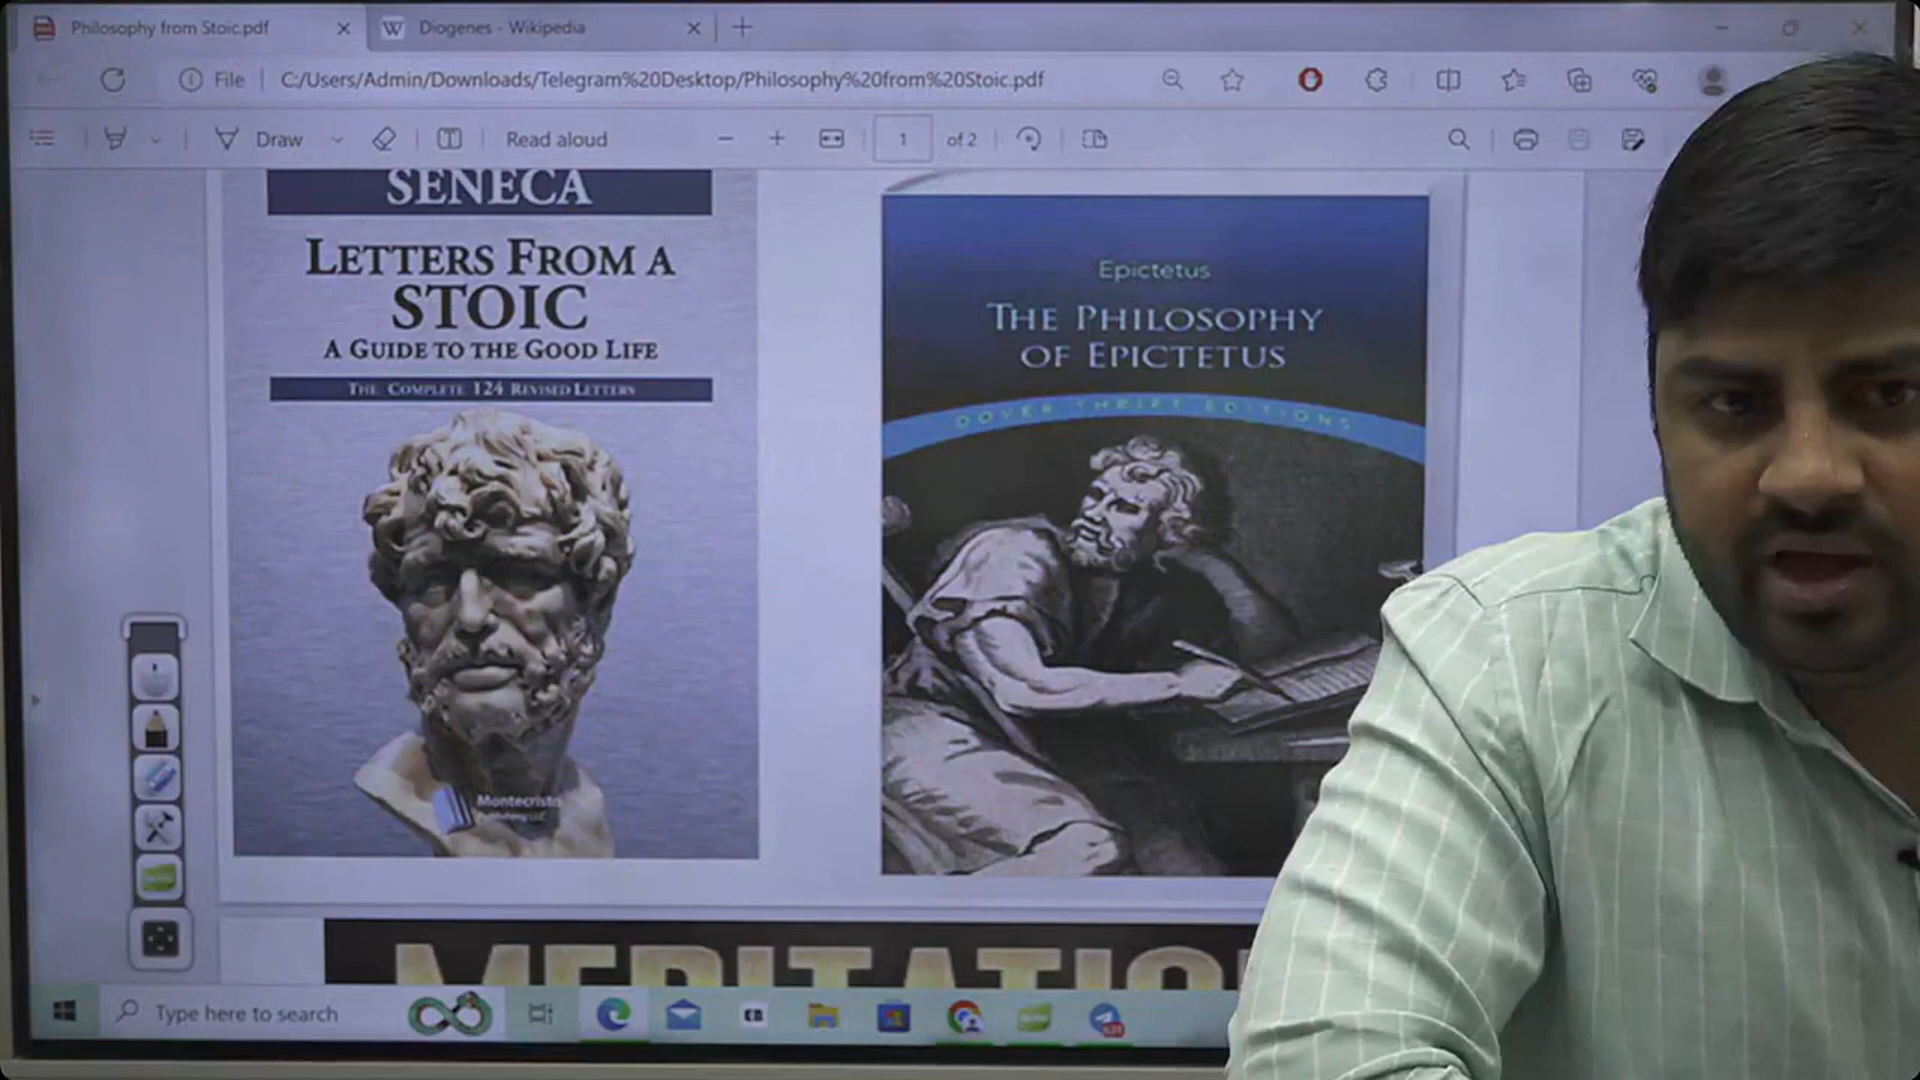 Philosophy from Stoic.pdf
Diogenes - Wikipedia
File
C:/Users/Admin/Downloads/Telegram%20Desktop/Philosophy%20from%20Stoic.pdf
Draw
Read aloud
1
of 2
SENECA
LETTERS FROM A
STOIC
A GUIDE TO THE GOOD LIFE
THE COMPLETE 124 REVISED LETTERS
Montecristo
Publishing LLC
Epictetus
THE PHILOSOPHY
OF EPICTETUS
DOVER THRIFT EDITIONS
Type here to search